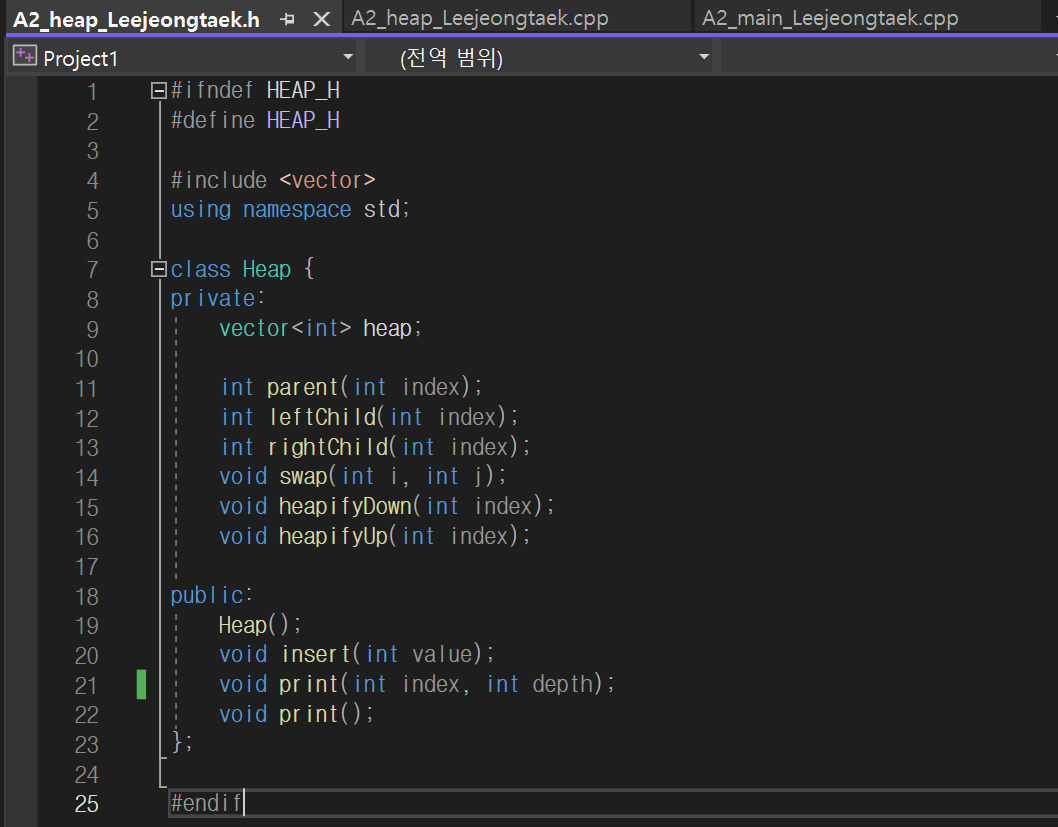 A2_heap_Leejeongtaek.h A2_heap_Leejeongtaek.cpp A2_main_Leejeongtaek.cpp
Project1 (전역 범위)
1 #ifndef HEAP_H
2 #define HEAP_H
3
4 #include <vector>
5 using namespace std;
6
7 class Heap {
8 private:
9 vector<int> heap;
10
11 int parent(int index);
12 int leftChild(int index);
13 int rightChild(int index);
14 void swap(int i, int j);
15 void heapifyDown(int index);
16 void heapifyUp(int index);
17
18 public:
19 Heap();
20 void insert(int value);
21 void print(int index, int depth);
22 void print();
23 };
24
25 #endif